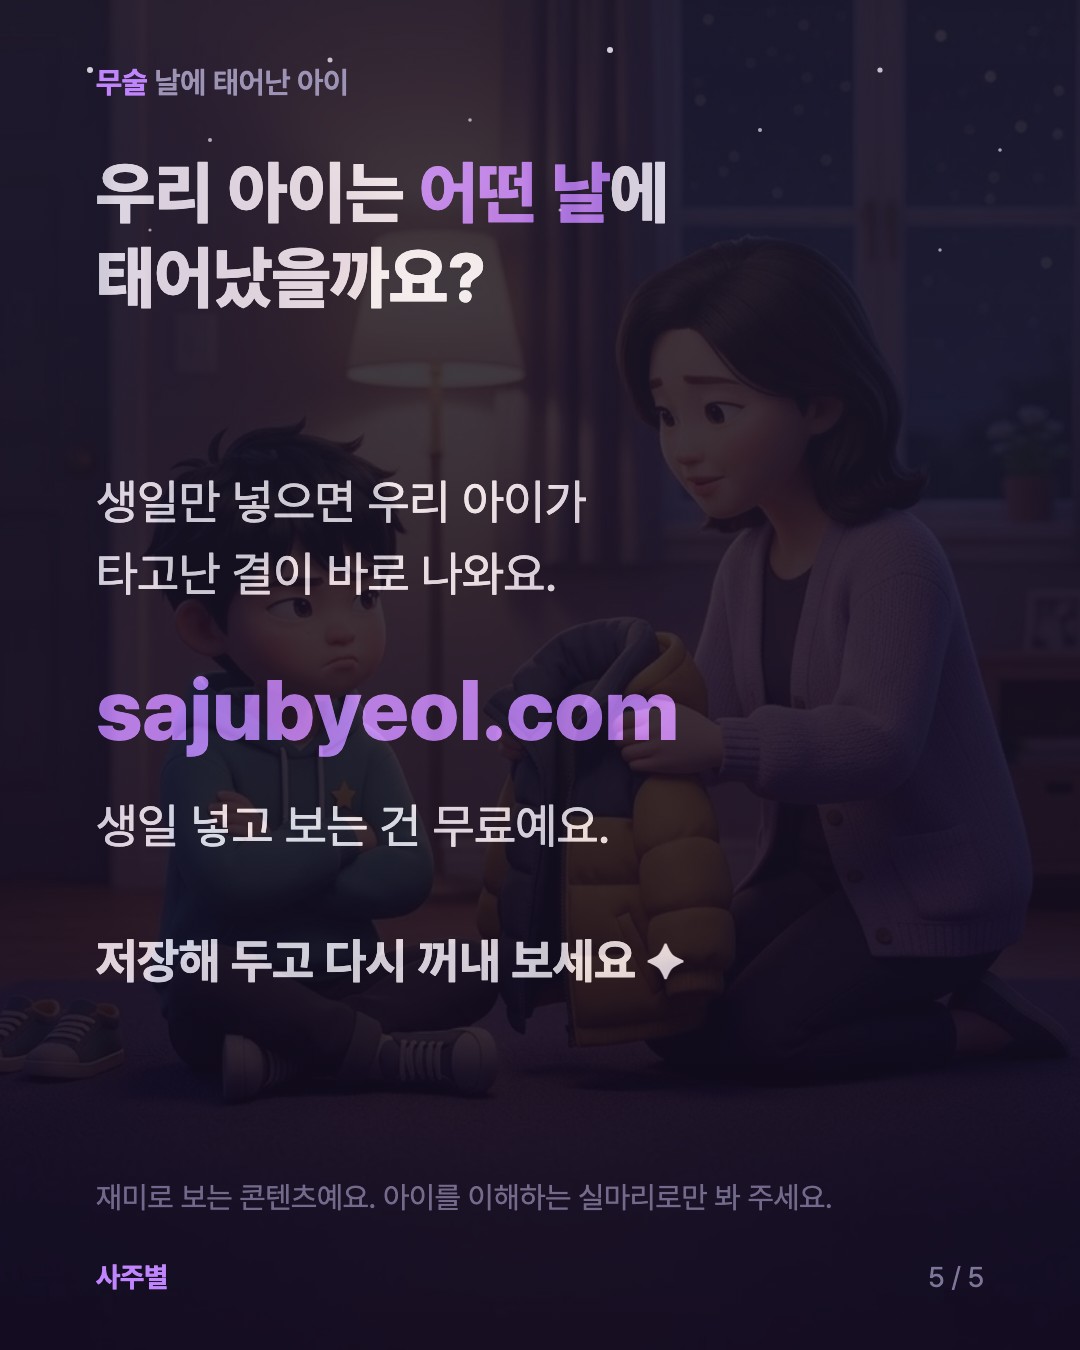 무술 날에 태어난 아이
우리 아이는 어떤 날에
태어났을까요?
생일만 넣으면 우리 아이가
타고난 결이 바로 나와요.
sajubyeol.com
생일 넣고 보는 건 무료예요.
저장해 두고 다시 꺼내 보세요 ✦
재미로 보는 콘텐츠예요. 아이를 이해하는 실마리로만 봐 주세요.
사주별
5 / 5